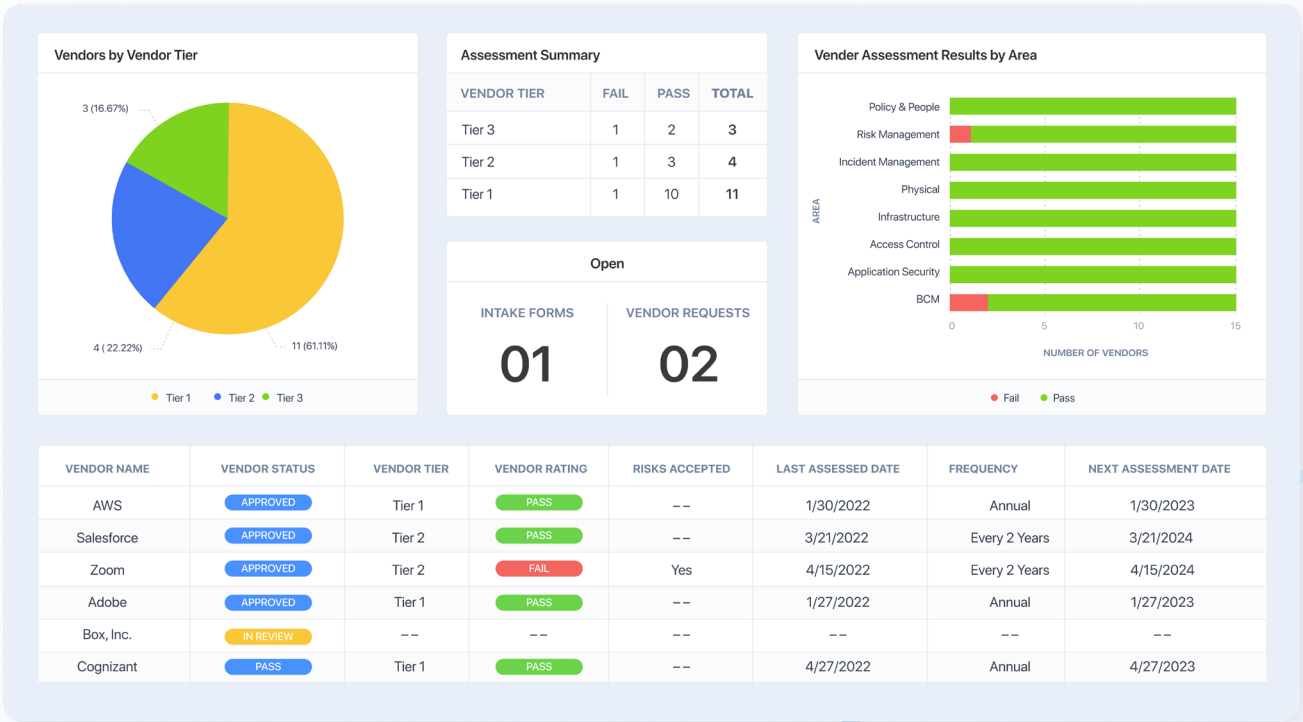 Vendors by Vendor Tier
3 (16.67%)
4 ( 22.22%)
11 (61.11%)
Tier 1 Tier 2 Tier 3
Assessment Summary
VENDOR TIER FAIL PASS TOTAL
Tier 3 1 2 3
Tier 2 1 3 4
Tier 1 1 10 11
Open
INTAKE FORMS VENDOR REQUESTS
01 02
Vender Assessment Results by Area
AREA
Policy & People
Risk Management
Incident Management
Physical
Infrastructure
Access Control
Application Security
BCM
0 5 10 15
NUMBER OF VENDORS
Fail Pass
VENDOR NAME VENDOR STATUS VENDOR TIER VENDOR RATING RISKS ACCEPTED LAST ASSESSED DATE FREQUENCY NEXT ASSESSMENT DATE
AWS APPROVED Tier 1 PASS -- 1/30/2022 Annual 1/30/2023
Salesforce APPROVED Tier 2 PASS -- 3/21/2022 Every 2 Years 3/21/2024
Zoom APPROVED Tier 2 FAIL Yes 4/15/2022 Every 2 Years 4/15/2024
Adobe APPROVED Tier 1 PASS -- 1/27/2022 Annual 1/27/2023
Box, Inc. IN REVIEW -- -- -- -- -- --
Cognizant PASS Tier 1 PASS -- 4/27/2022 Annual 4/27/2023